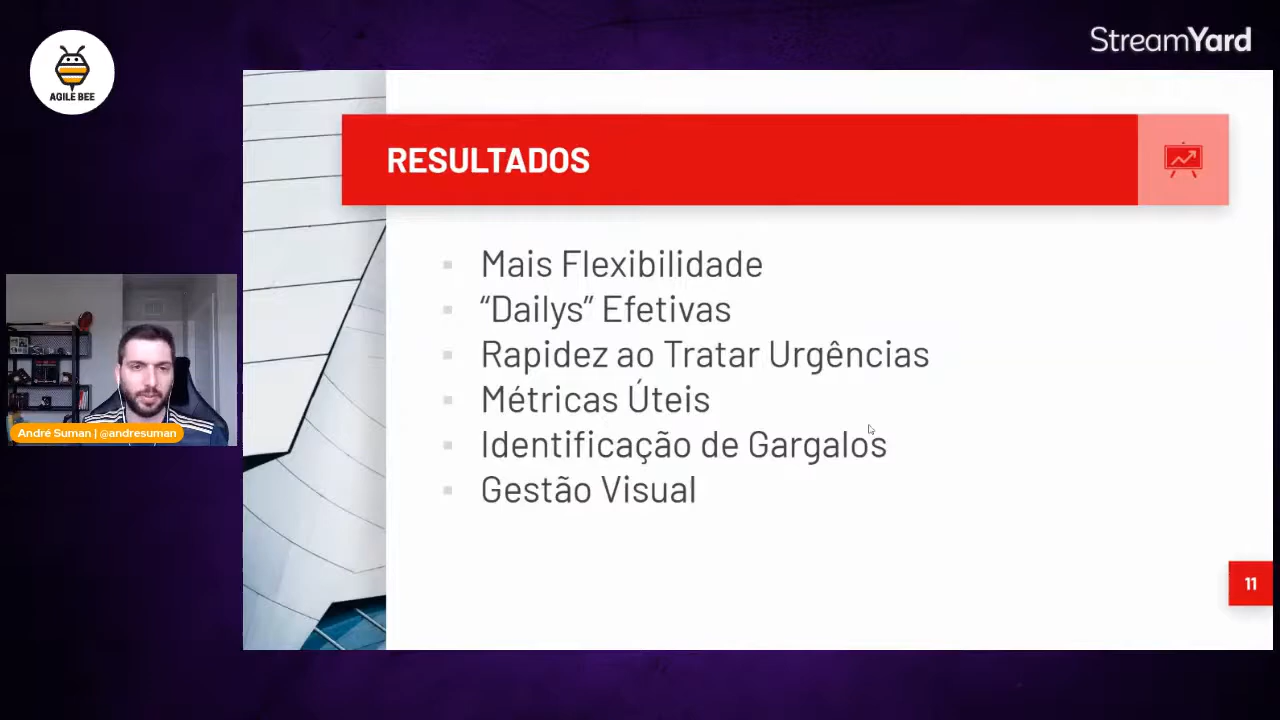 AGILE BEE
StreamYard
RESULTADOS
Mais Flexibilidade
“Dailys” Efetivas
Rapidez ao Tratar Urgências
Métricas Úteis
Identificação de Gargalos
Gestão Visual
André Suman | @andresuman
11